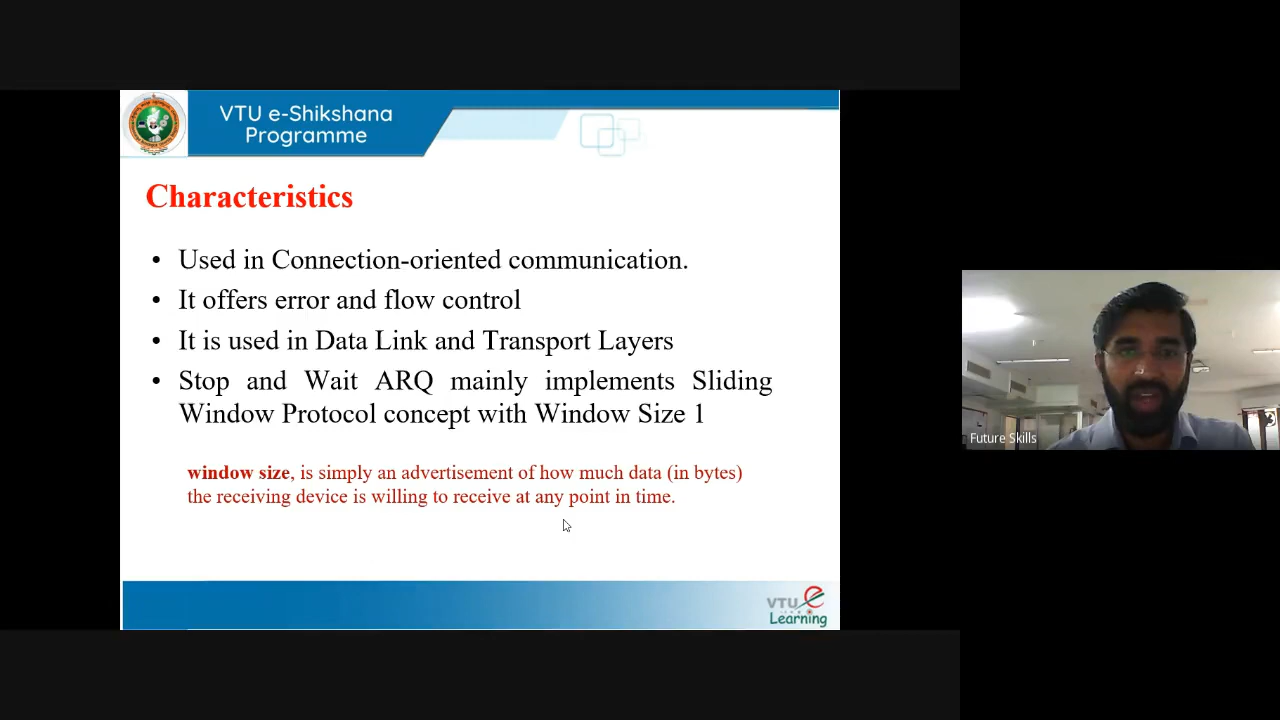 VTU e-Shikshana
Programme
Characteristics
• Used in Connection-oriented communication.
• It offers error and flow control
• It is used in Data Link and Transport Layers
• Stop and Wait ARQ mainly implements Sliding
Window Protocol concept with Window Size 1
window size, is simply an advertisement of how much data (in bytes)
the receiving device is willing to receive at any point in time.
Future Skills
VTU e
Learning